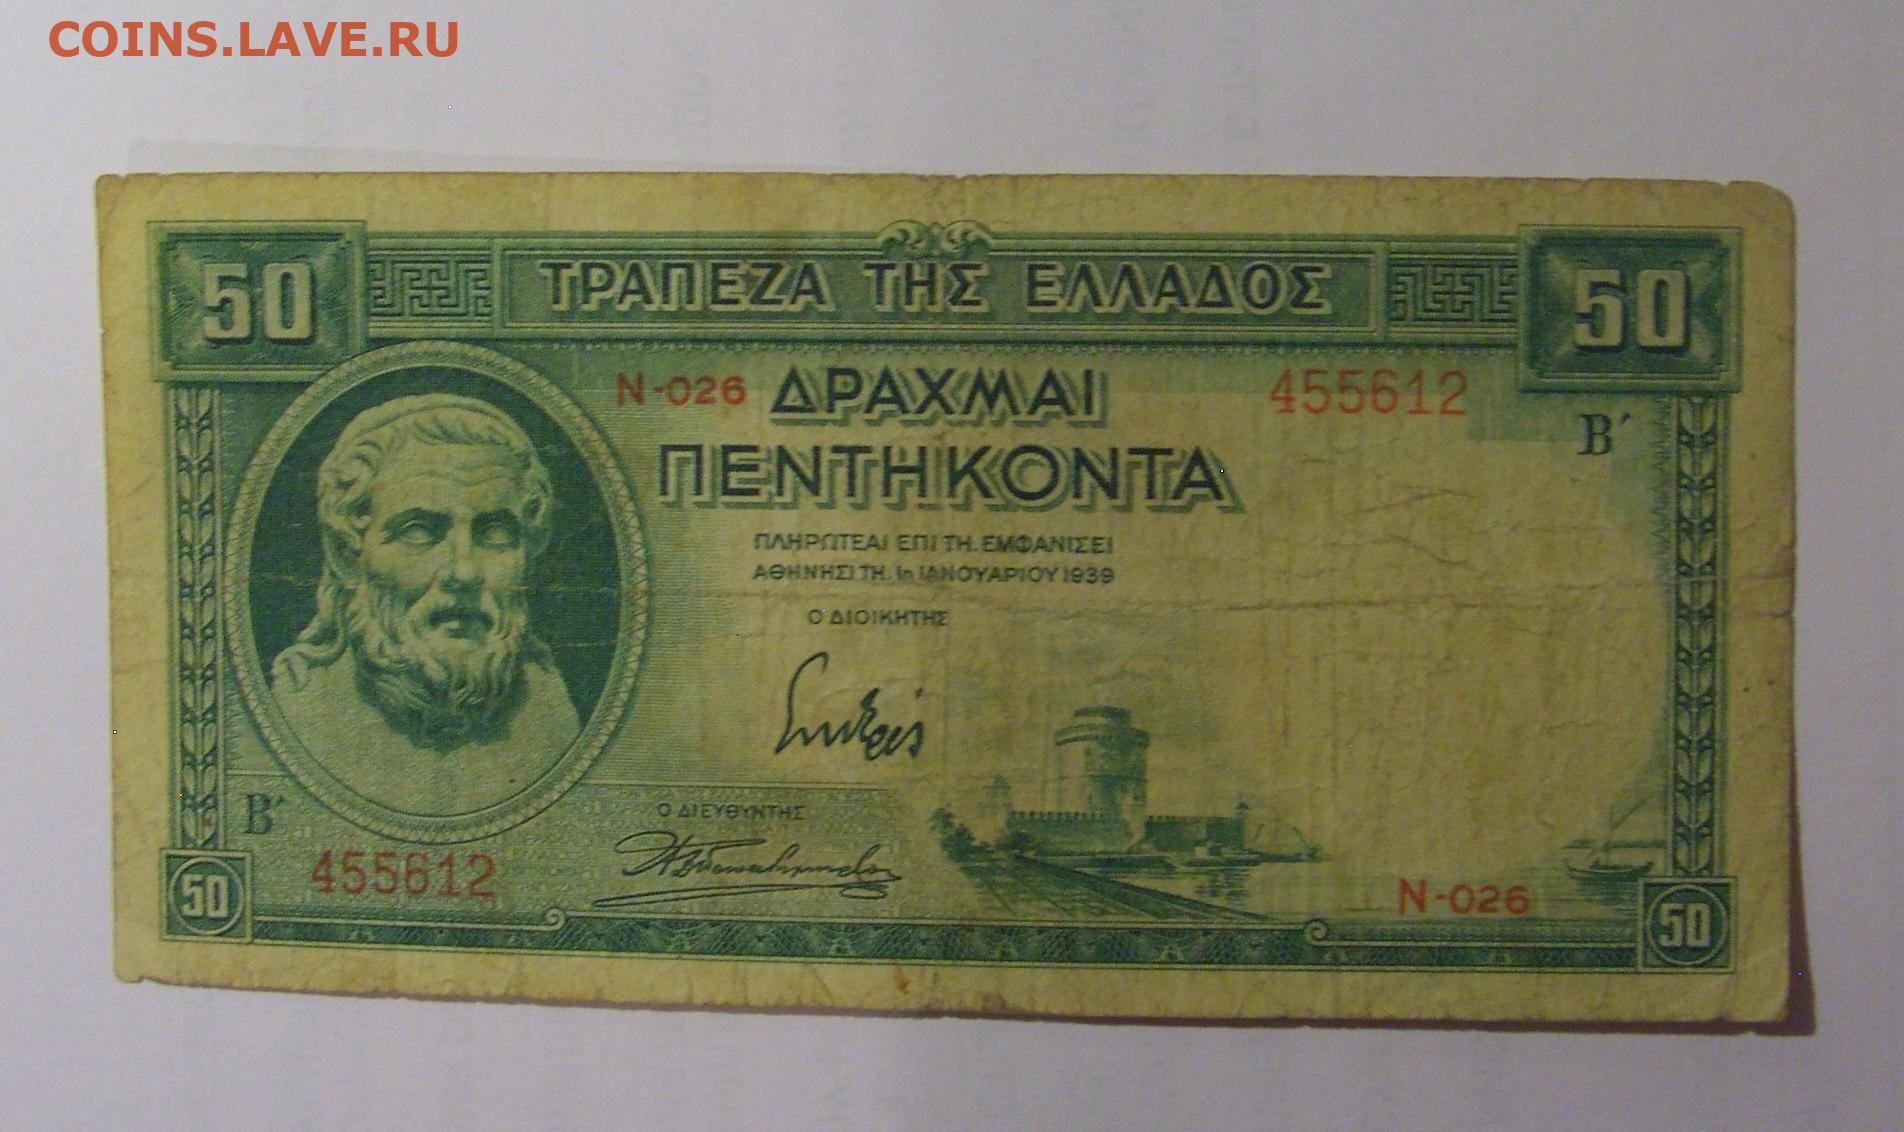 COINS.LAVE.RU
50 ΤΡΑΠΕΖΑ ΤΗΣ ΕΛΛΑΔΟΣ 50
N-026 ΔΡΑΧΜΑΙ 455612
Β΄
ΠΕΝΤΗΚΟΝΤΑ
ΠΛΗΡΩΤΕΑΙ ΕΠΙ ΤΗ. ΕΜΦΑΝΙΣΕΙ
ΑΘΗΝΗΣΙ ΤΗ. 1η ΙΑΝΟΥΑΡΙΟΥ 1939
Ο ΔΙΟΙΚΗΤΗΣ
Ο ΔΙΕΥΘΥΝΤΗΣ
Β΄
455612
N-026
50 50